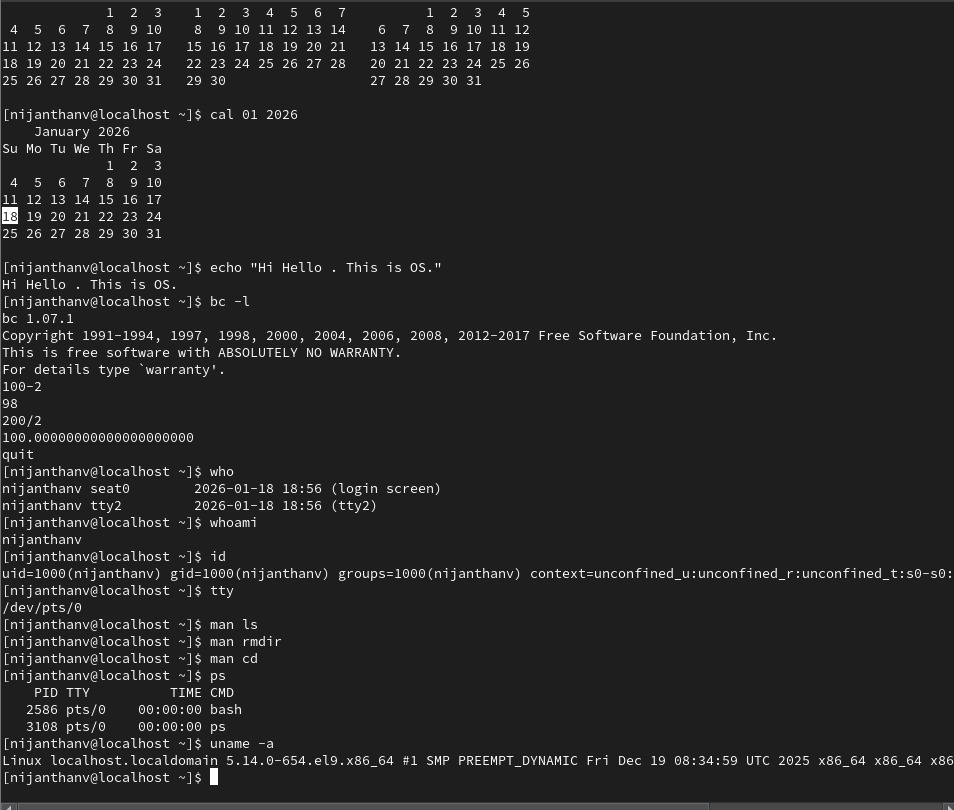 1  2  3    1  2  3  4  5  6  7          1  2  3  4  5
 4  5  6  7  8  9 10    8  9 10 11 12 13 14    6  7  8  9 10 11 12
11 12 13 14 15 16 17   15 16 17 18 19 20 21   13 14 15 16 17 18 19
18 19 20 21 22 23 24   22 23 24 25 26 27 28   20 21 22 23 24 25 26
25 26 27 28 29 30 31   29 30                  27 28 29 30 31
[nijanthanv@localhost ~]$ cal 01 2026
    January 2026
Su Mo Tu We Th Fr Sa
             1  2  3
 4  5  6  7  8  9 10
11 12 13 14 15 16 17
18 19 20 21 22 23 24
25 26 27 28 29 30 31
[nijanthanv@localhost ~]$ echo "Hi Hello . This is OS."
Hi Hello . This is OS.
[nijanthanv@localhost ~]$ bc -l
bc 1.07.1
Copyright 1991-1994, 1997, 1998, 2000, 2004, 2006, 2008, 2012-2017 Free Software Foundation, Inc.
This is free software with ABSOLUTELY NO WARRANTY.
For details type `warranty'.
100-2
98
200/2
100.00000000000000000000
quit
[nijanthanv@localhost ~]$ who
nijanthanv seat0        2026-01-18 18:56 (login screen)
nijanthanv tty2         2026-01-18 18:56 (tty2)
[nijanthanv@localhost ~]$ whoami
nijanthanv
[nijanthanv@localhost ~]$ id
uid=1000(nijanthanv) gid=1000(nijanthanv) groups=1000(nijanthanv) context=unconfined_u:unconfined_r:unconfined_t:s0-s0:
[nijanthanv@localhost ~]$ tty
/dev/pts/0
[nijanthanv@localhost ~]$ man ls
[nijanthanv@localhost ~]$ man rmdir
[nijanthanv@localhost ~]$ man cd
[nijanthanv@localhost ~]$ ps
    PID TTY          TIME CMD
   2586 pts/0    00:00:00 bash
   3108 pts/0    00:00:00 ps
[nijanthanv@localhost ~]$ uname -a
Linux localhost.localdomain 5.14.0-654.el9.x86_64 #1 SMP PREEMPT_DYNAMIC Fri Dec 19 08:34:59 UTC 2025 x86_64 x86_64 x86
[nijanthanv@localhost ~]$